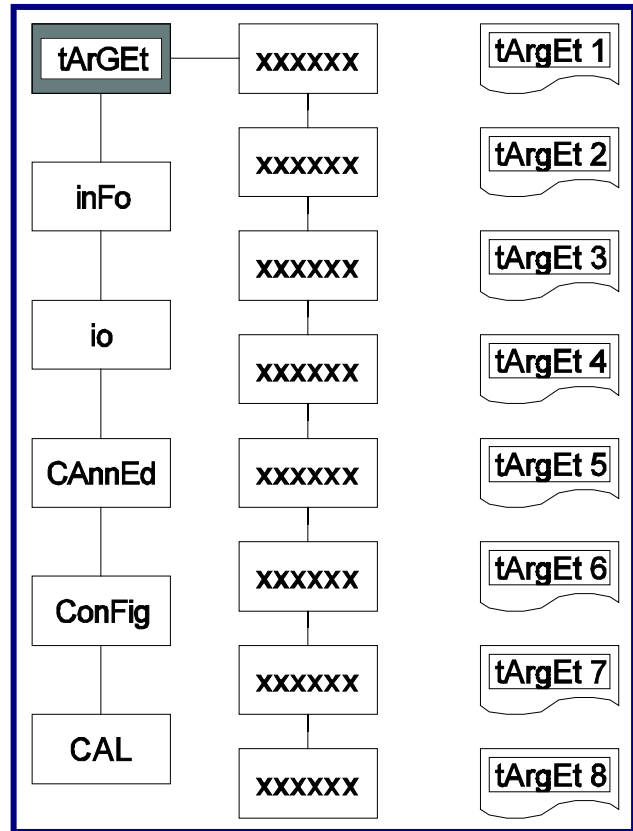 tArGEt
xxxxxx
tArgEt 1
xxxxxx
tArgEt 2
inFo
xxxxxx
tArgEt 3
io
xxxxxx
tArgEt 4
CAnnEd
xxxxxx
tArgEt 5
xxxxxx
tArgEt 6
ConFig
xxxxxx
tArgEt 7
CAL
xxxxxx
tArgEt 8